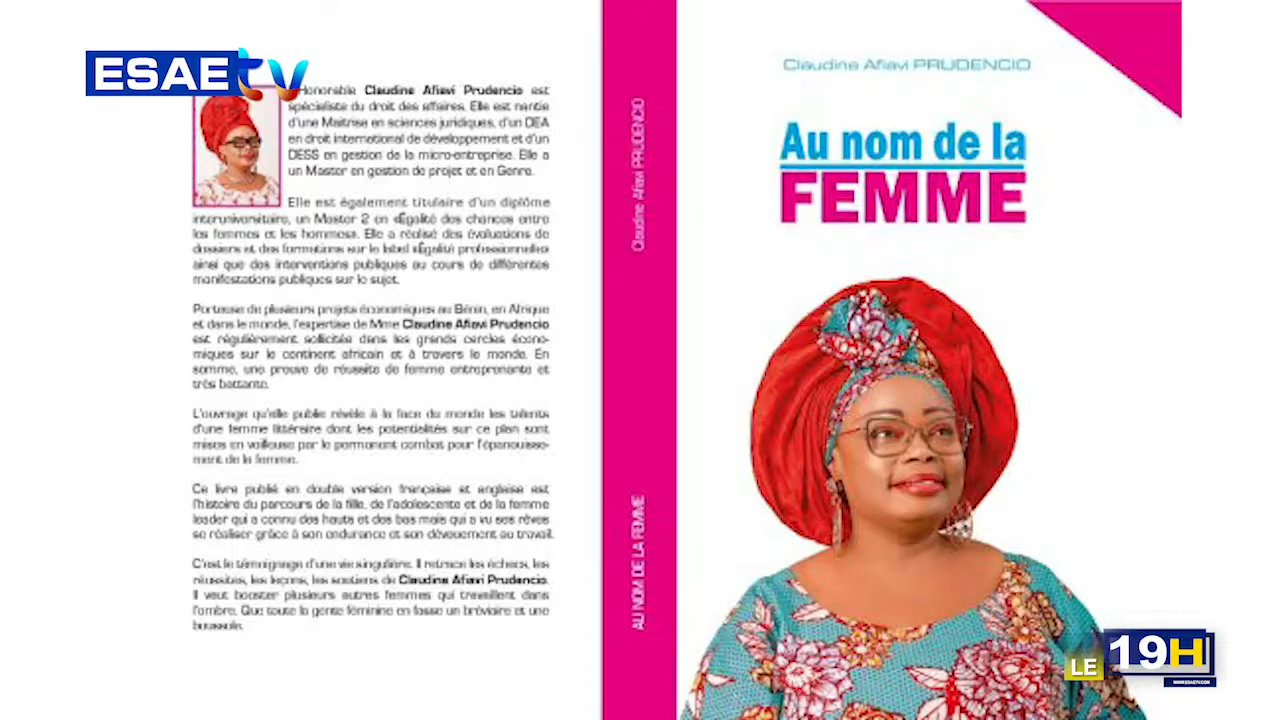 ESAE tv
Honorable Claudine Afiavi Prudencio est
spécialiste du droit des affaires. Elle est nantie
d'une Maitrise en sciences juridiques, d'un DEA
en droit international de développement et d'un
DESS en gestion de la micro-entreprise. Elle a
un Master en gestion de projet et en Genre.
Elle est également titulaire d'un diplôme
interuniversitaire, un Master 2 en «Égalité des chances entre
les femmes et les hommes». Elle a réalisé des évaluations de
dossiers et des formations sur le label «Égalité professionnelle»
ainsi que des interventions publiques au cours de différentes
manifestations publiques sur le sujet.
Porteuse de plusieurs projets économiques au Bénin, en Afrique
et dans le monde, l'expertise de Mme Claudine Afiavi Prudencio
est régulièrement sollicitée dans les grands cercles écono-
miques sur le continent africain et à travers le monde. En
somme, une preuve de réussite de femme entreprenante et
très battante.
L'ouvrage qu'elle publie révèle à la face du monde les talents
d'une femme littéraire dont les potentialités sur ce plan sont
mises en veilleuse par le permanent combat pour l'épanouisse-
ment de la femme.
Ce livre publié en double version française et anglaise est
l'histoire du parcours de la fille, de l'adolescente et de la femme
leader qui a connu des hauts et des bas mais qui a vu ses rêves
se réaliser grâce à son endurance et son dévouement au travail.
C'est le témoignage d'une vie singulière. Il retrace les échecs, les
réussites, les leçons, les soutiens de Claudine Afiavi Prudencio.
Il veut booster plusieurs autres femmes qui travaillent dans
l'ombre. Que toute la gente féminine en fasse un bréviaire et une
boussole.
Claudine Afiavi PRUDENCIO
AU NOM DE LA FEMME
Claudine Afiavi PRUDENCIO
Au nom de la
FEMME
LE 19H
WWW.ESAETV.COM